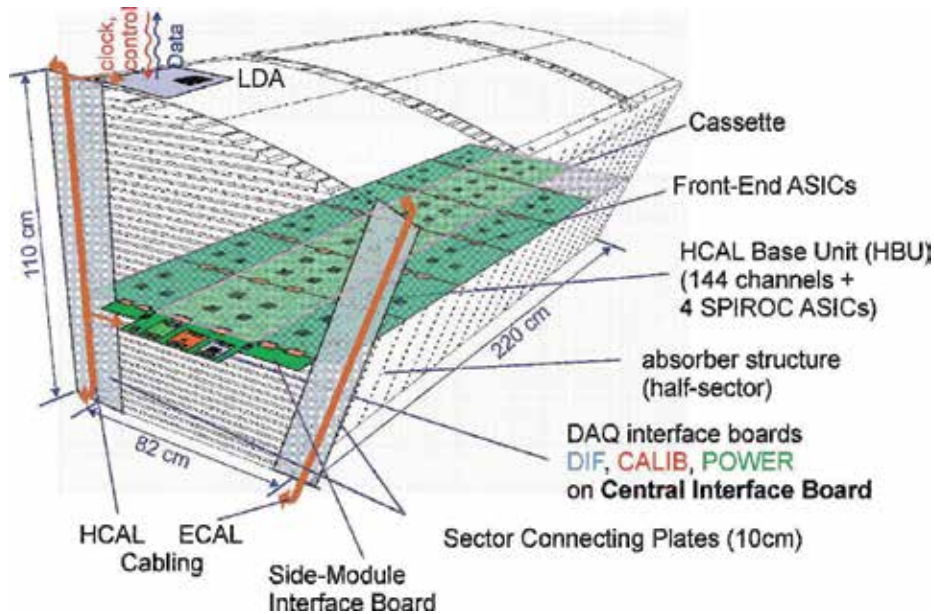 clock,
control
Data
LDA
Cassette
Front-End ASICs
HCAL Base Unit (HBU)
(144 channels +
4 SPIROC ASICs)
110 cm
220 cm
absorber structure
(half-sector)
82 cm
DAQ interface boards
DIF, CALIB, POWER
on Central Interface Board
HCAL ECAL
Cabling
Sector Connecting Plates (10cm)
Side-Module
Interface Board